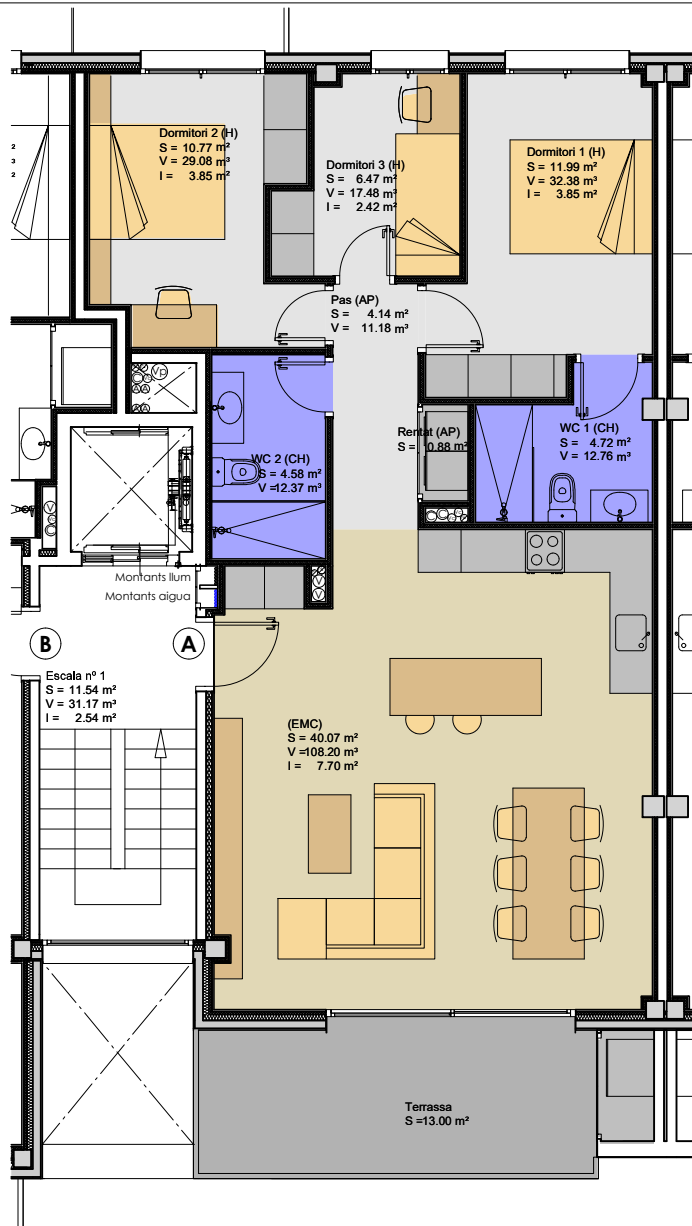 Dormitori 2 (H)
S = 10.77 m²
V = 29.08 m³
I = 3.85 m²
Dormitori 3 (H)
S = 6.47 m²
V = 17.48 m³
I = 2.42 m²
Dormitori 1 (H)
S = 11.99 m²
V = 32.38 m³
I = 3.85 m²
Pas (AP)
S = 4.14 m²
V = 11.18 m³
Vp
Rentat (AP)
S = 0.88 m²
WC 1 (CH)
S = 4.72 m²
V = 12.76 m³
WC 2 (CH)
S = 4.58 m²
V =12.37 m³
Montants llum
Montants aigua
B
A
Escala nº 1
S = 11.54 m²
V = 31.17 m³
I = 2.54 m²
(EMC)
S = 40.07 m²
V =108.20 m³
I = 7.70 m²
Terrassa
S =13.00 m²